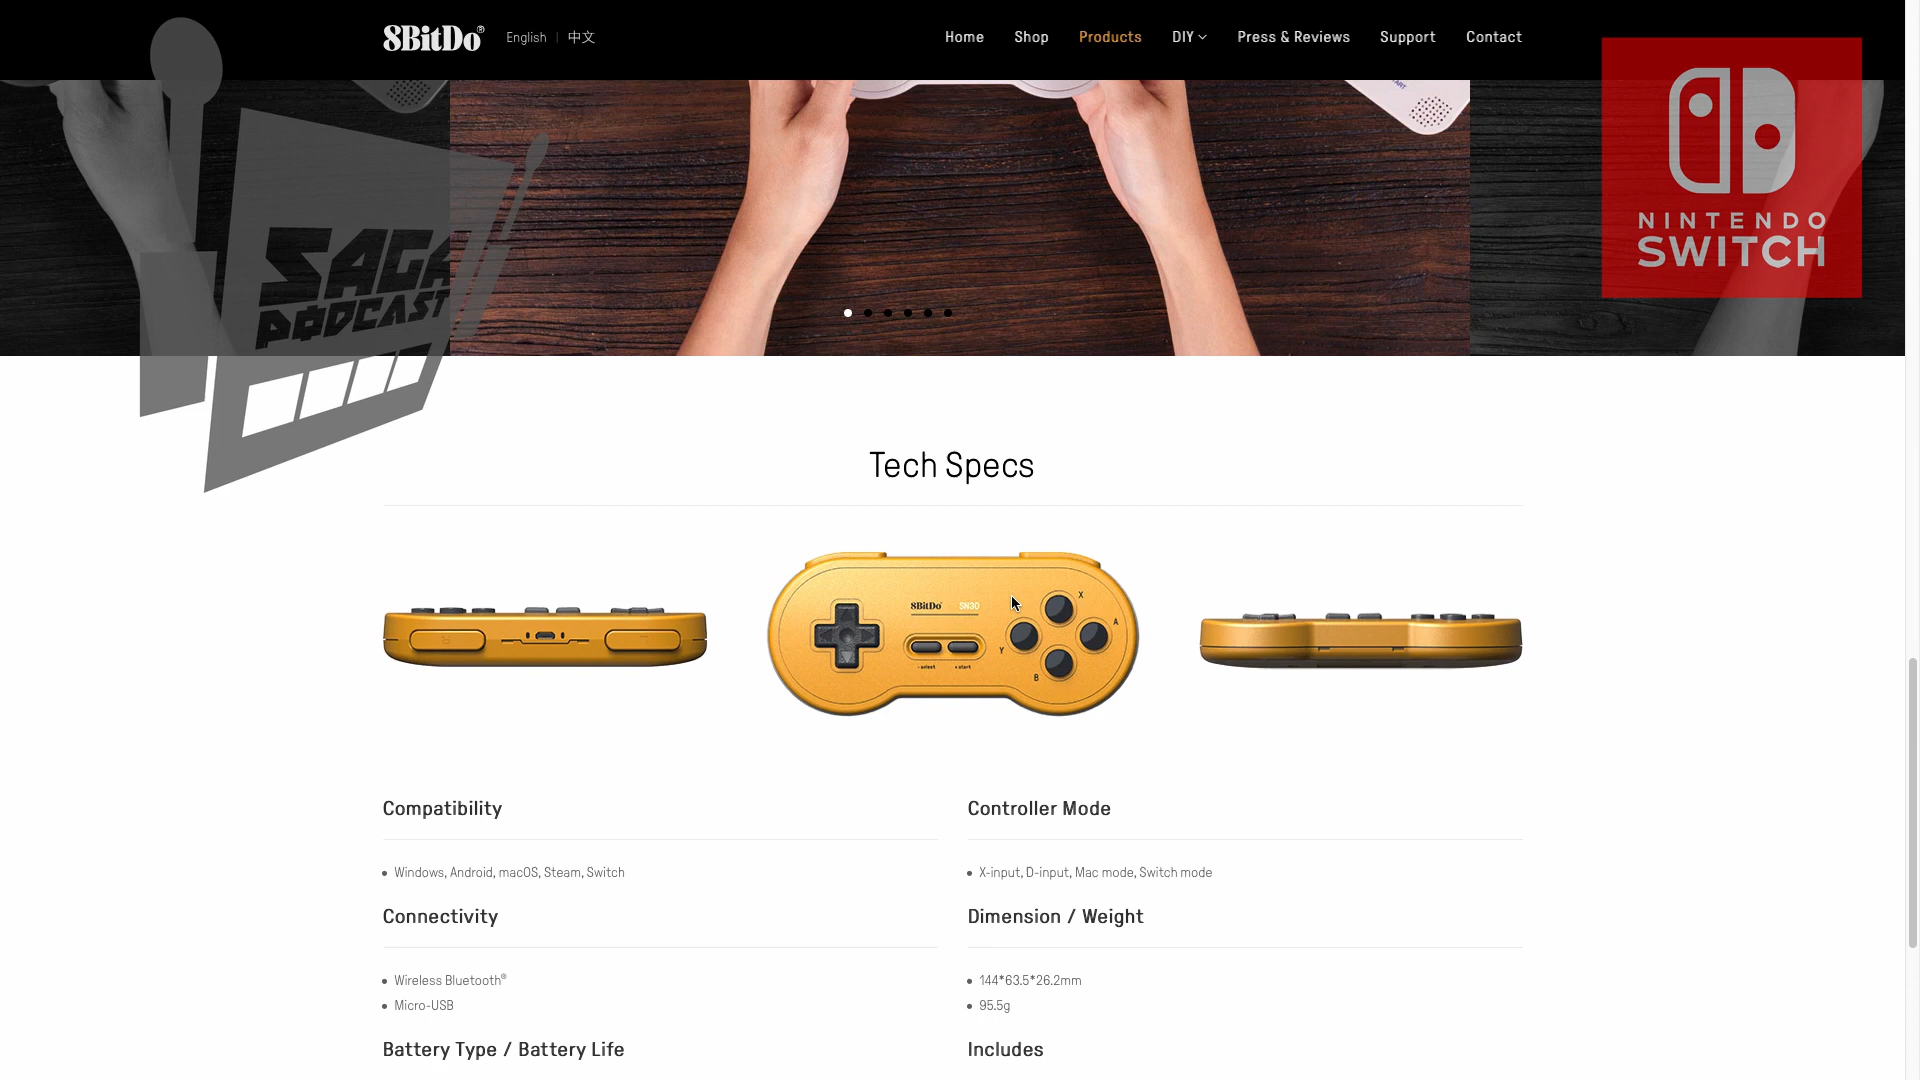 8BitDo®
English | 中文
Home
Shop
Products
DIY
Press & Reviews
Support
Contact
NINTENDO
SWITCH
SAGA
PODCAST
Tech Specs
8BitDo SN30
X
A
Y
B
- select
+ start
Compatibility
Windows, Android, macOS, Steam, Switch
Controller Mode
X-input, D-input, Mac mode, Switch mode
Connectivity
Wireless Bluetooth®
Micro-USB
Dimension / Weight
144*63.5*26.2mm
95.5g
Battery Type / Battery Life
Includes